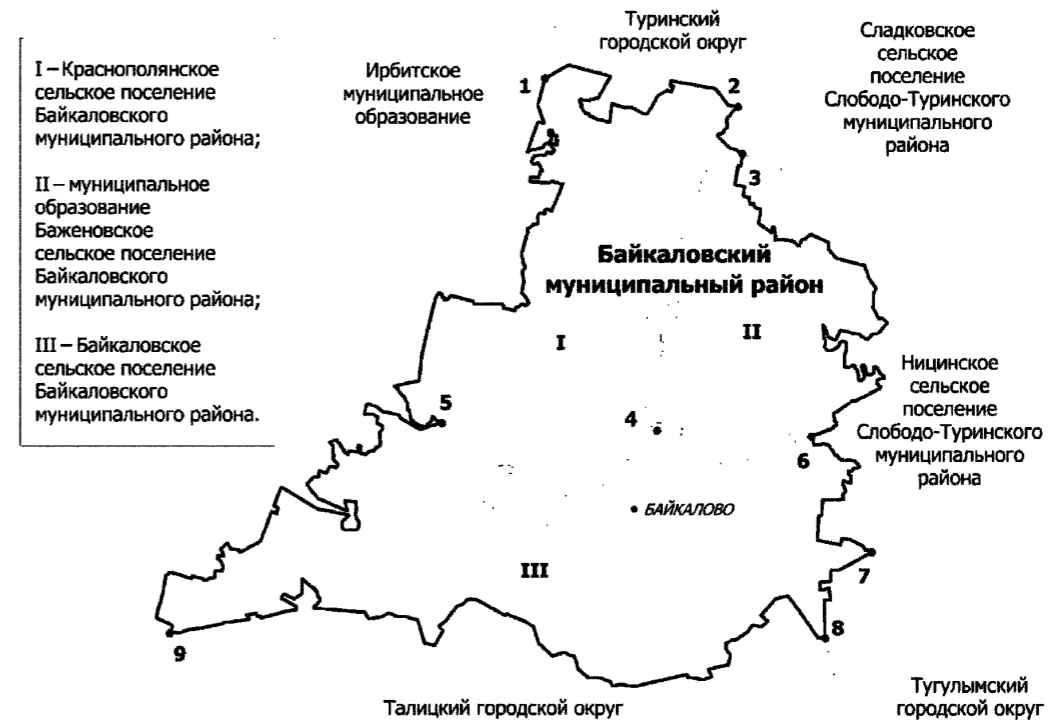 I – Краснополянское
сельское поселение
Байкаловского
муниципального района;
II – муниципальное
образование
Баженовское
сельское поселение
Байкаловского
муниципального района;
III – Байкаловское
сельское поселение
Байкаловского
муниципального района.
Ирбитское
муниципальное
образование
Туринский
городской округ
Сладковское
сельское
поселение
Слободо-Туринского
муниципального
района
1
2
3
Байкаловский
муниципальный район
I
II
Ницинское
сельское
поселение
Слободо-Туринского
муниципального
района
5
4
6
БАЙКАЛОВО
III
7
8
9
Талицкий городской округ
Тугулымский
городской округ